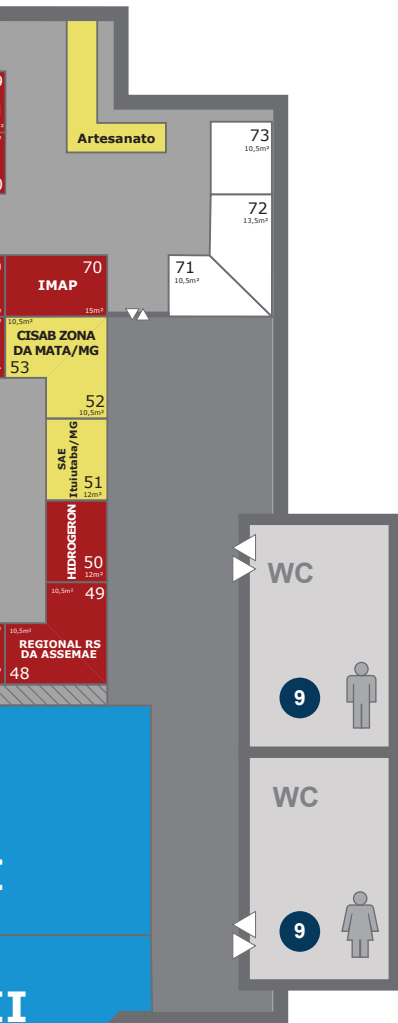 Artesanato
73
10,5m²
72
13,5m²
71
10,5m²
70
IMAP
15m²
10,5m²
CISAB ZONA
DA MATA/MG
53
52
10,5m²
SAE
Ituiutaba/MG
51
12m²
HIDROGERON
50
12m²
10,5m²
49
10,5m²
REGIONAL RS
DA ASSEMAE
48
WC
9
WC
9
II